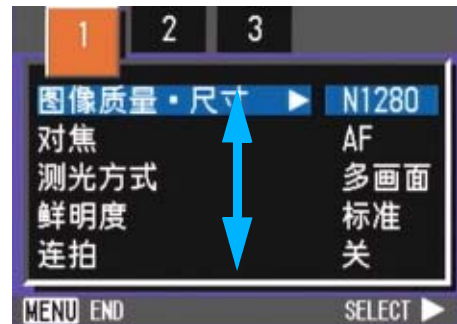 1 2 3
图像质量·尺寸 ▶ N1280
对焦 AF
测光方式 多画面
鲜明度 标准
连拍 关
MENU END SELECT ▶